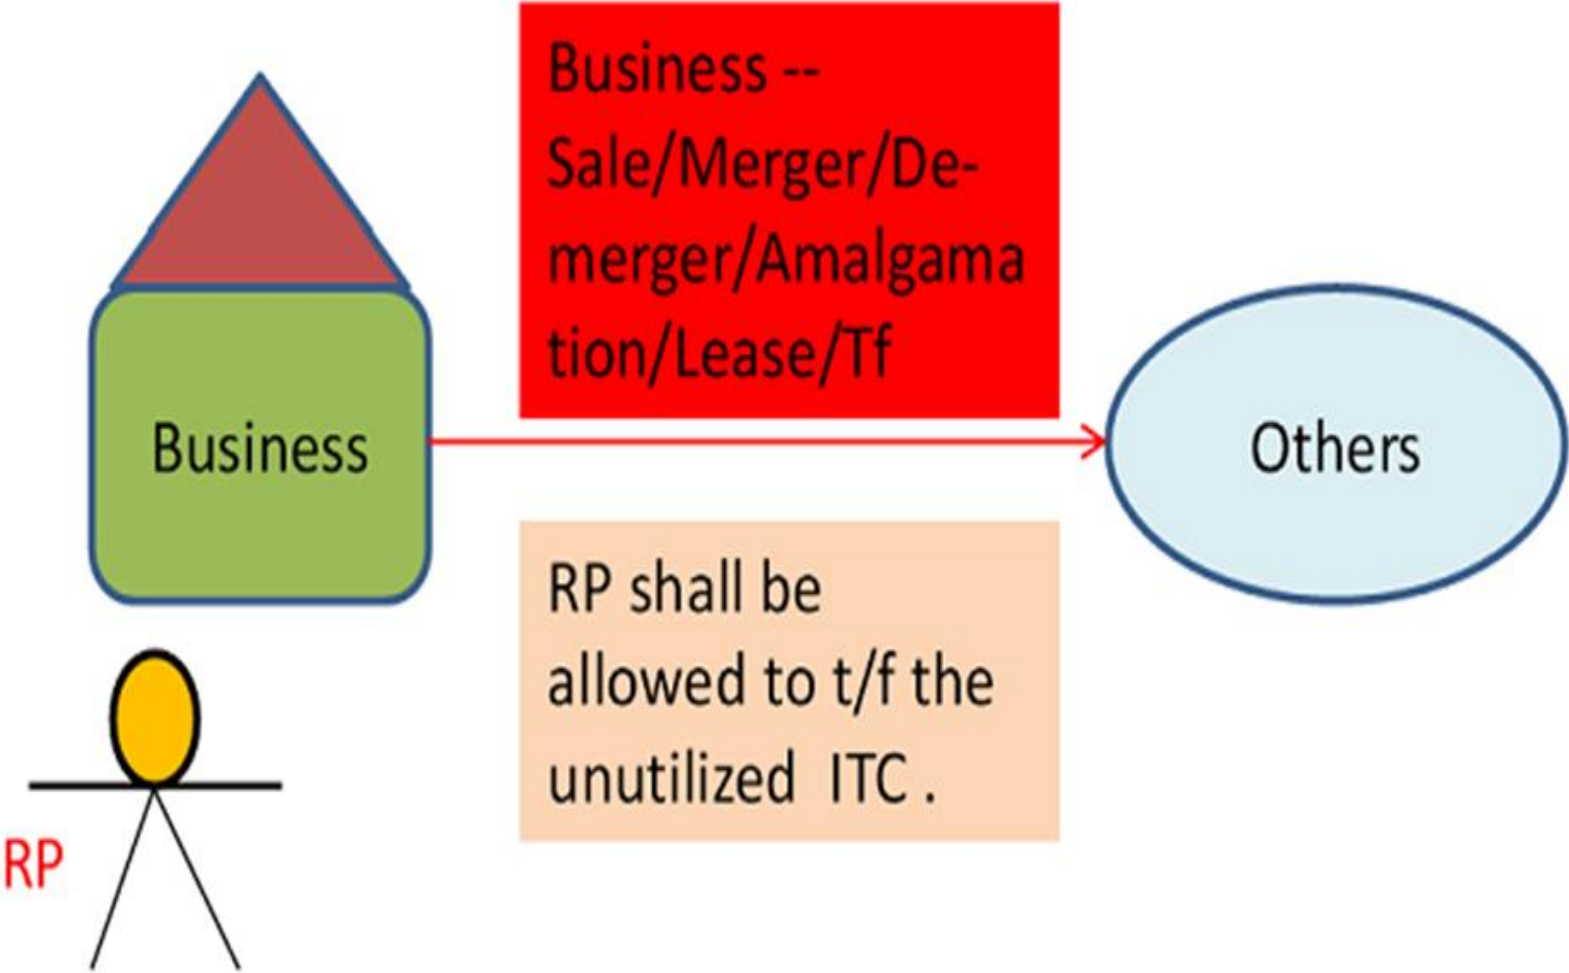 Business --
Sale/Merger/De-
merger/Amalgama
tion/Lease/Tf
Business
Others
RP shall be
allowed to t/f the
unutilized ITC .
RP